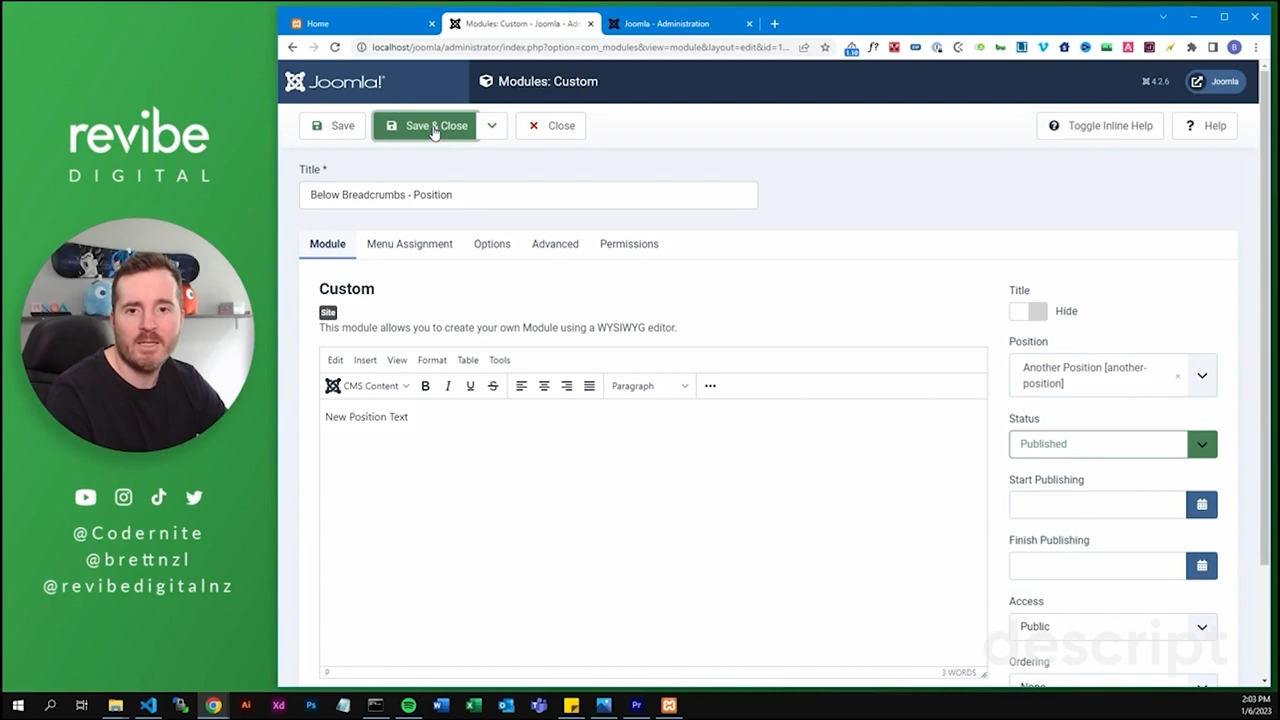 revibe
DIGITAL
@Codernite
@brettnzl
@revibedigitalnz
Home
Modules: Custom - Joomla - Adm
Joomla - Administration
localhost/joomla/administrator/index.php?option=com_modules&view=module&layout=edit&id=1...
Joomla!
Modules: Custom
4.2.6
Joomla
Save
Save & Close
Close
Toggle Inline Help
? Help
Title *
Below Breadcrumbs - Position
Module
Menu Assignment
Options
Advanced
Permissions
Custom
Site
This module allows you to create your own Module using a WYSIWYG editor.
Edit
Insert
View
Format
Table
Tools
CMS Content
B
I
U
S
Paragraph
New Position Text
P
3 WORDS
Title
Hide
Position
Another Position [another-
position]
Status
Published
Start Publishing
Finish Publishing
Access
Public
Ordering
descript
2:03 PM
1/6/2023